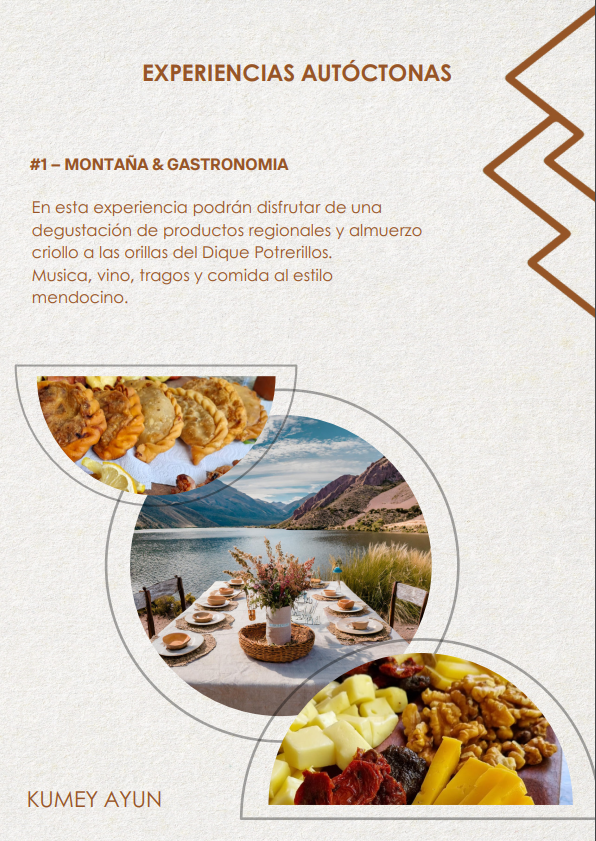 EXPERIENCIAS AUTÓCTONAS
#1 – MONTAÑA & GASTRONOMIA
En esta experiencia podrán disfrutar de una
degustación de productos regionales y almuerzo
criollo a las orillas del Dique Potrerillos.
Musica, vino, tragos y comida al estilo
mendocino.
KUMEY AYUN